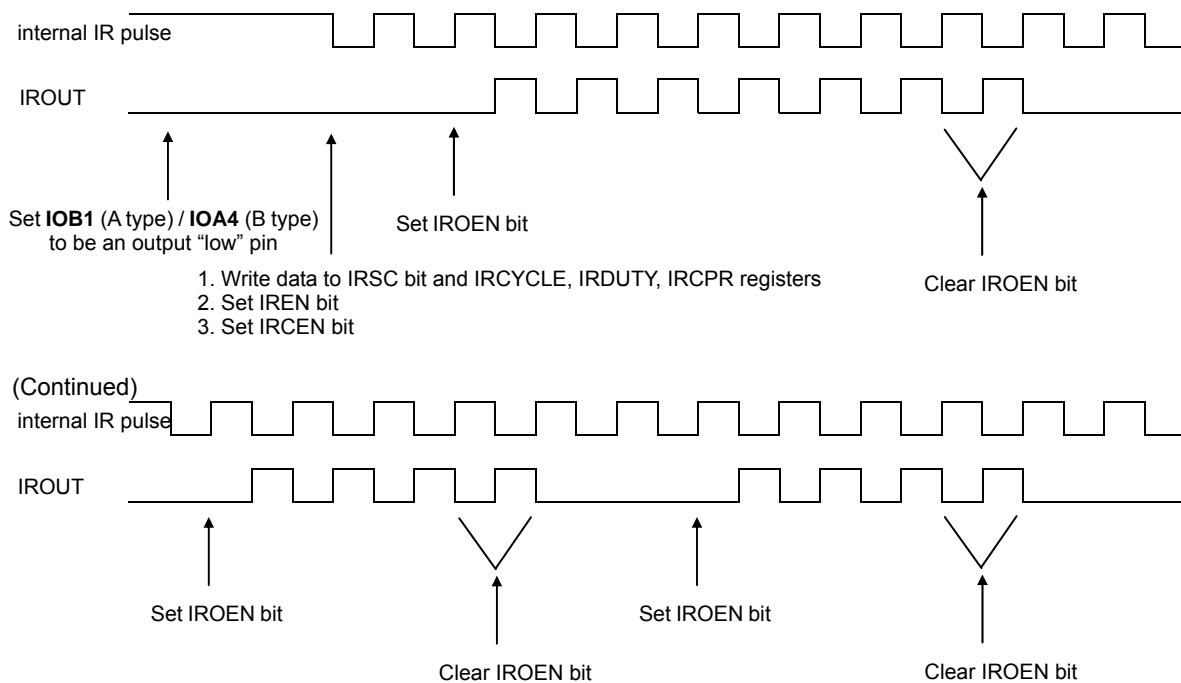 internal IR pulse
IROUT
Set IOB1 (A type) / IOA4 (B type)
to be an output “low” pin
Set IROEN bit
1. Write data to IRSC bit and IRCYCLE, IRDUTY, IRCPR registers
2. Set IREN bit
3. Set IRCEN bit
Clear IROEN bit
(Continued)
internal IR pulse
IROUT
Set IROEN bit
Clear IROEN bit
Set IROEN bit
Clear IROEN bit